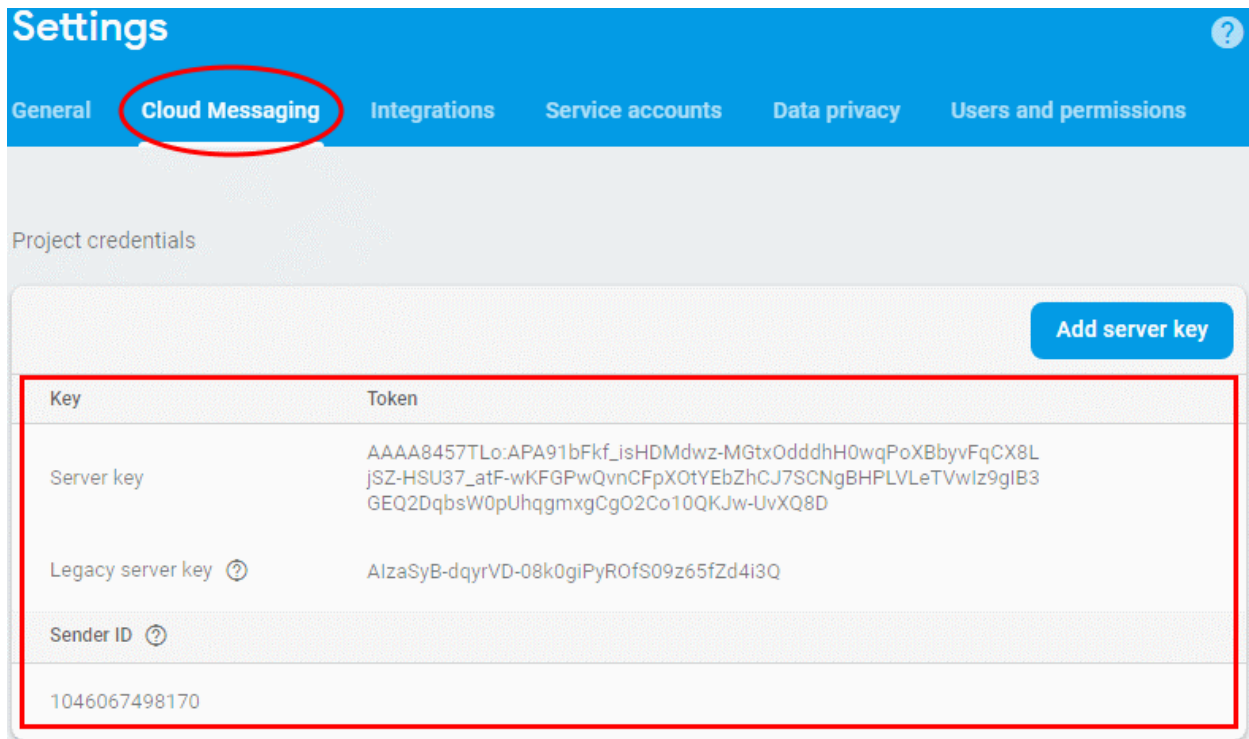 Settings
General Cloud Messaging Integrations Service accounts Data privacy Users and permissions
Project credentials
Add server key
Key Token
Server key
AAAA8457TLo:APA91bFkf_isHDMdwz-MGtxOdddhH0wqPoXBbyvFqCX8L
jSZ-HSU37_atF-wKFGPwQvnCFpXOtYEbZhCJ7SCNgBHPLVLeTVwIz9gIB3
GEQ2DqbsW0pUhqgmxgCgO2Co10QKJw-UvXQ8D
Legacy server key AIzaSyB-dqyrVD-08k0giPyROfS09z65fZd4i3Q
Sender ID
1046067498170